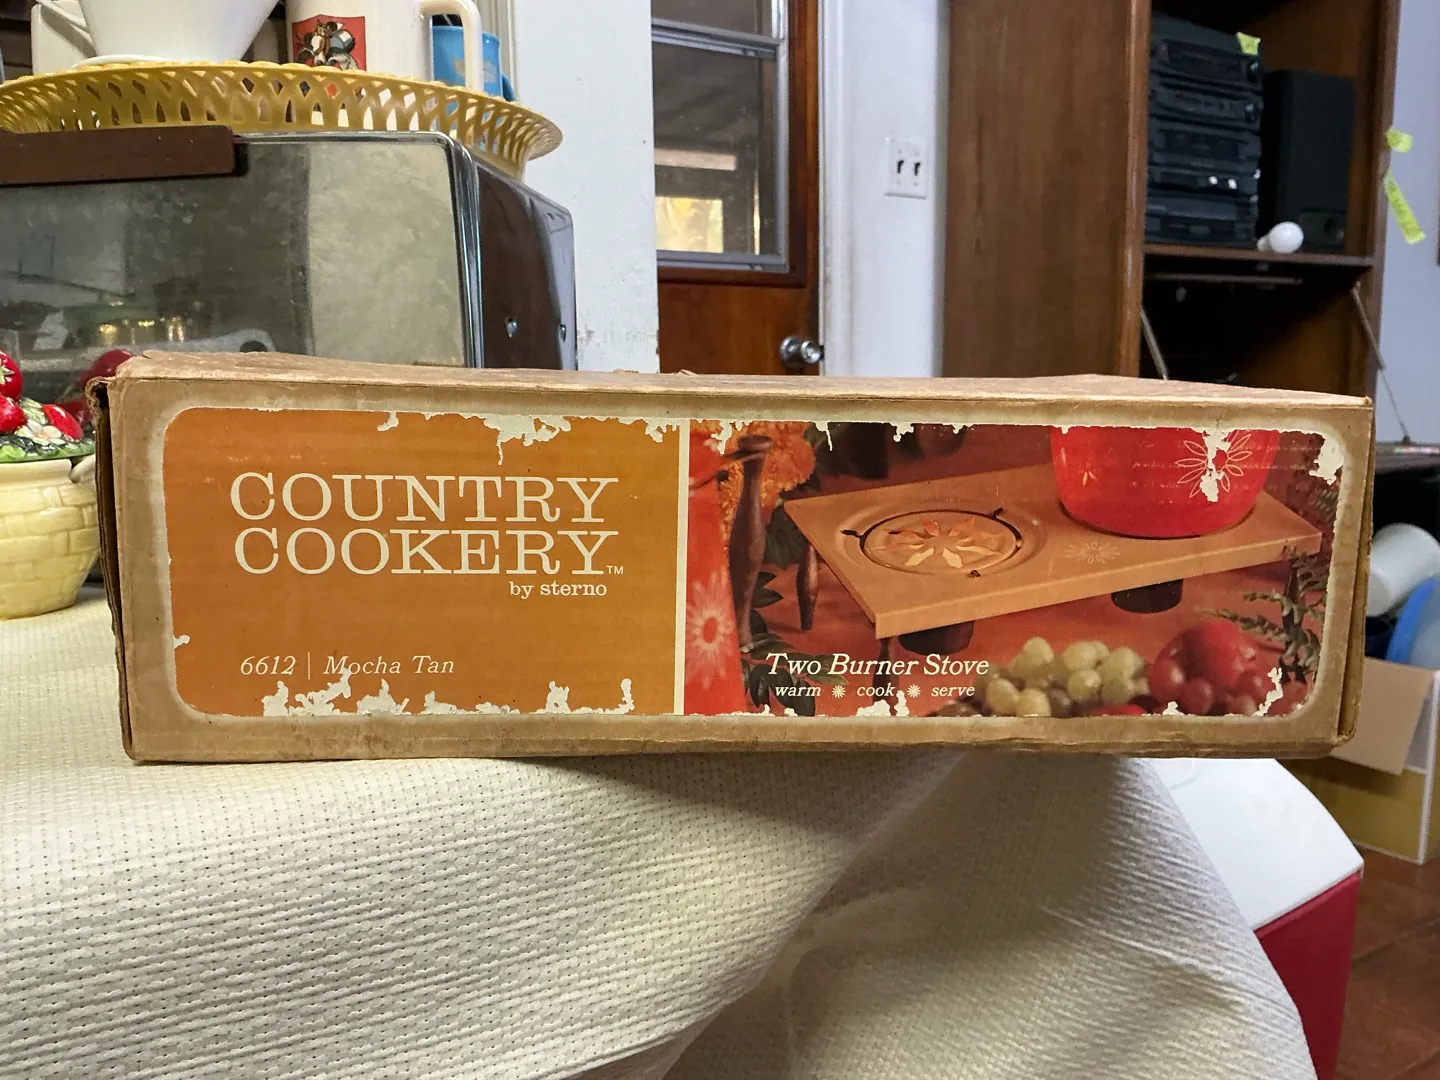 COUNTRY
COOKERY™
by sterno
6612 | Mocha Tan
Two Burner Stove
warm ✺ cook ✺ serve